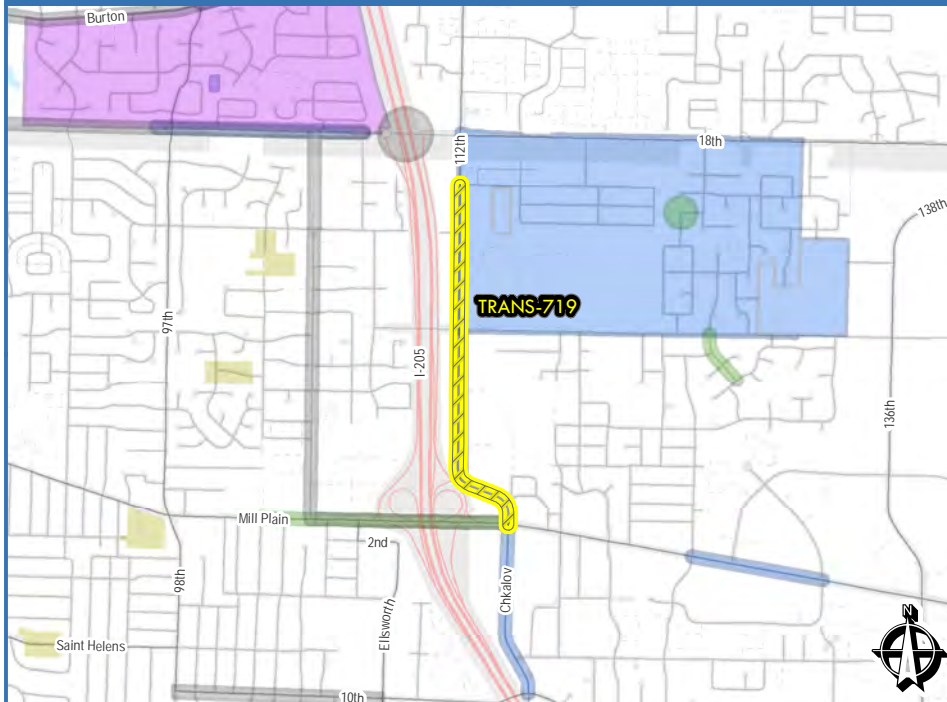 Burton
112th
18th
138th
TRANS-719
97th
I-205
136th
Mill Plain
2nd
98th
Ellsworth
Chkalov
Saint Helens
10th
N